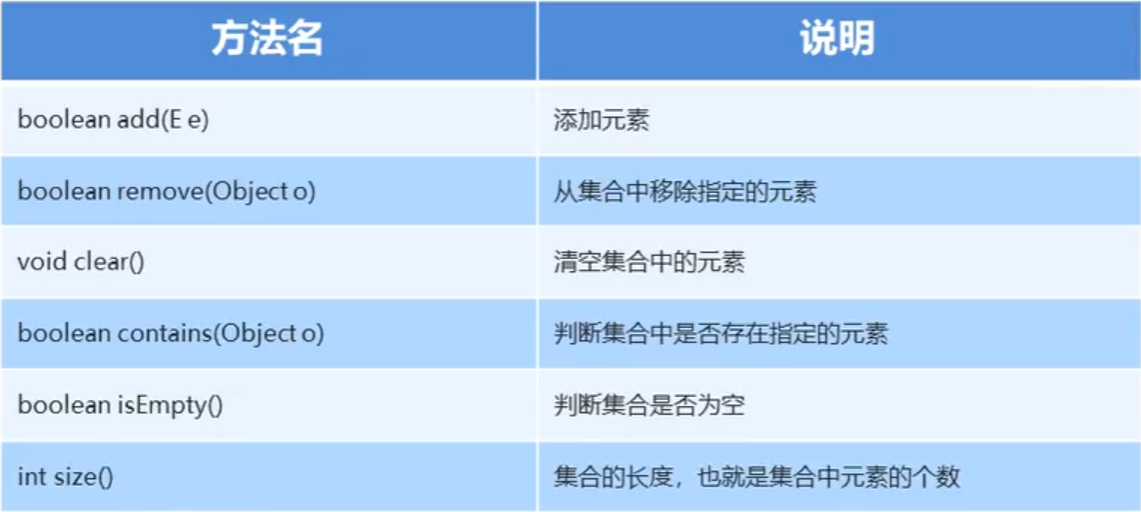 方法名 说明
boolean add(E e) 添加元素
boolean remove(Object o) 从集合中移除指定的元素
void clear() 清空集合中的元素
boolean contains(Object o) 判断集合中是否存在指定的元素
boolean isEmpty() 判断集合是否为空
int size() 集合的长度，也就是集合中元素的个数